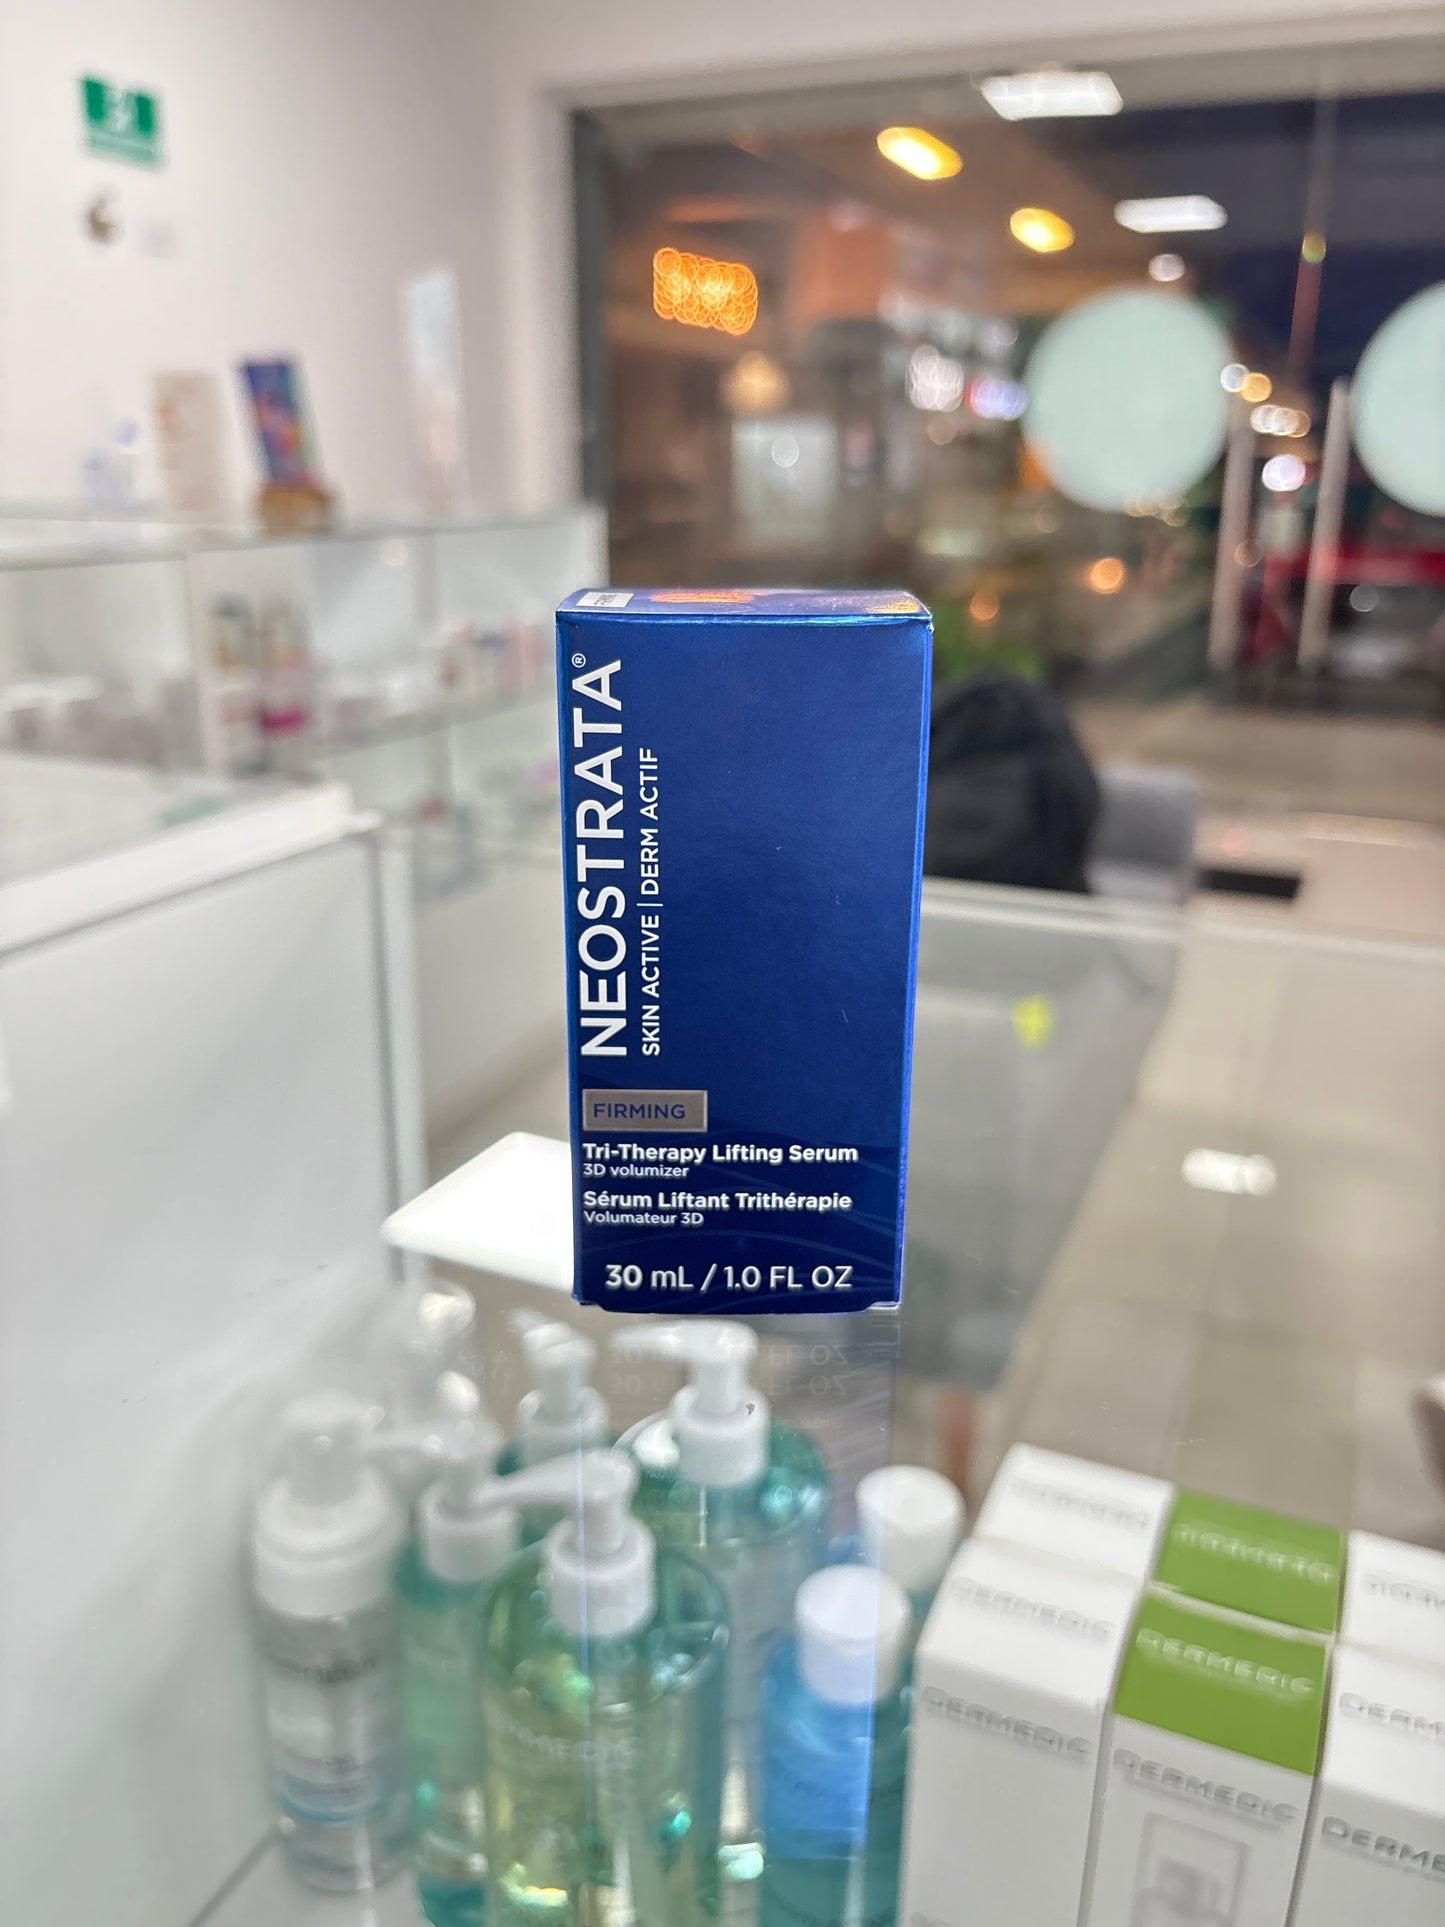 NEOSTRATA®
SKIN ACTIVE | DERM ACTIF
FIRMING
Tri-Therapy Lifting Serum
3D volumizer
Sérum Liftant Trithérapie
Volumateur 3D
30 mL / 1.0 FL OZ
DERMEDIC
DERMEDIC
DERMEDIC
DERMEDIC